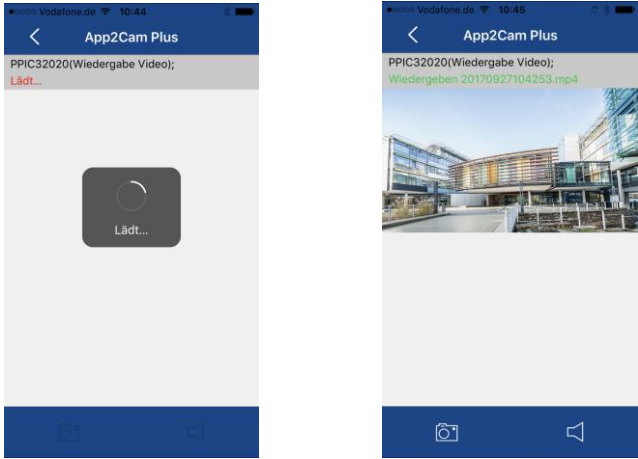 Vodafone.de 10:44
App2Cam Plus
PPIC32020(Wiedergabe Video);
Lädt...
Lädt...
Vodafone.de 10:45
App2Cam Plus
PPIC32020(Wiedergabe Video);
Wiedergeben 20170927104253.mp4